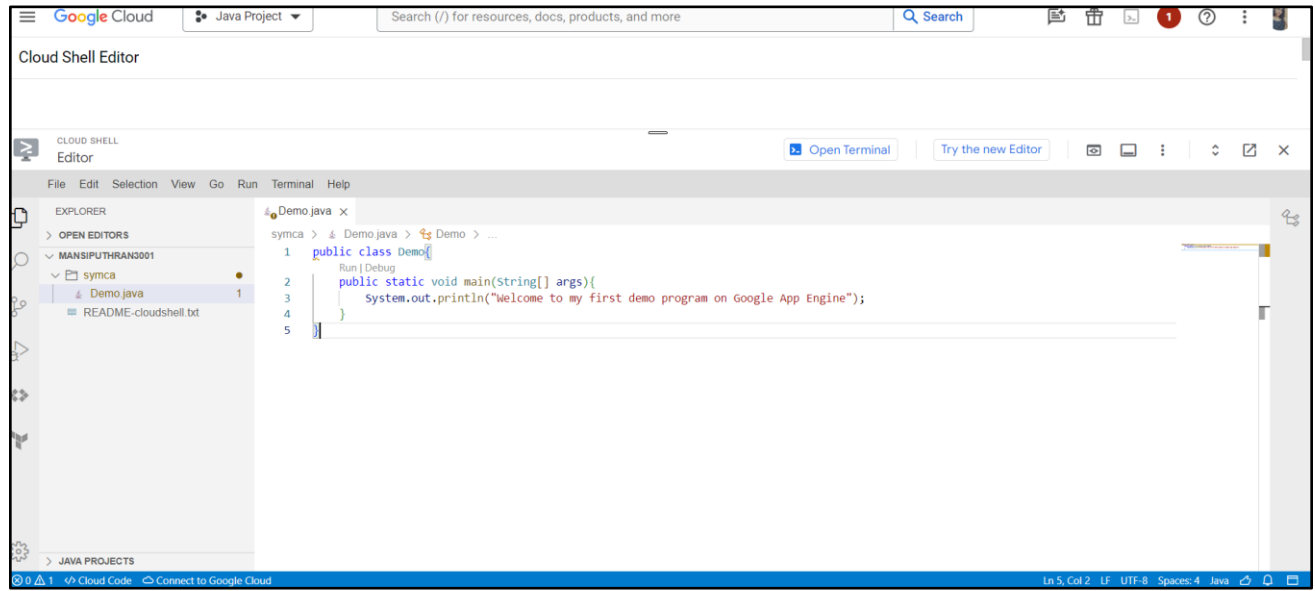 Google Cloud Java Project Search (/) for resources, docs, products, and more Search 1
Cloud Shell Editor
CLOUD SHELL
Editor
Open Terminal Try the new Editor
File Edit Selection View Go Run Terminal Help
EXPLORER
> OPEN EDITORS
MANSIPUTHRAN3001
symca
Demo.java 1
README-cloudshell.txt
> JAVA PROJECTS
Demo.java ×
symca > Demo.java > Demo > ...
1 public class Demo{
Run | Debug
2 public static void main(String[] args){
3 System.out.println("Welcome to my first demo program on Google App Engine");
4 }
5 }
0 1 Cloud Code Connect to Google Cloud Ln 5, Col 2 LF UTF-8 Spaces: 4 Java